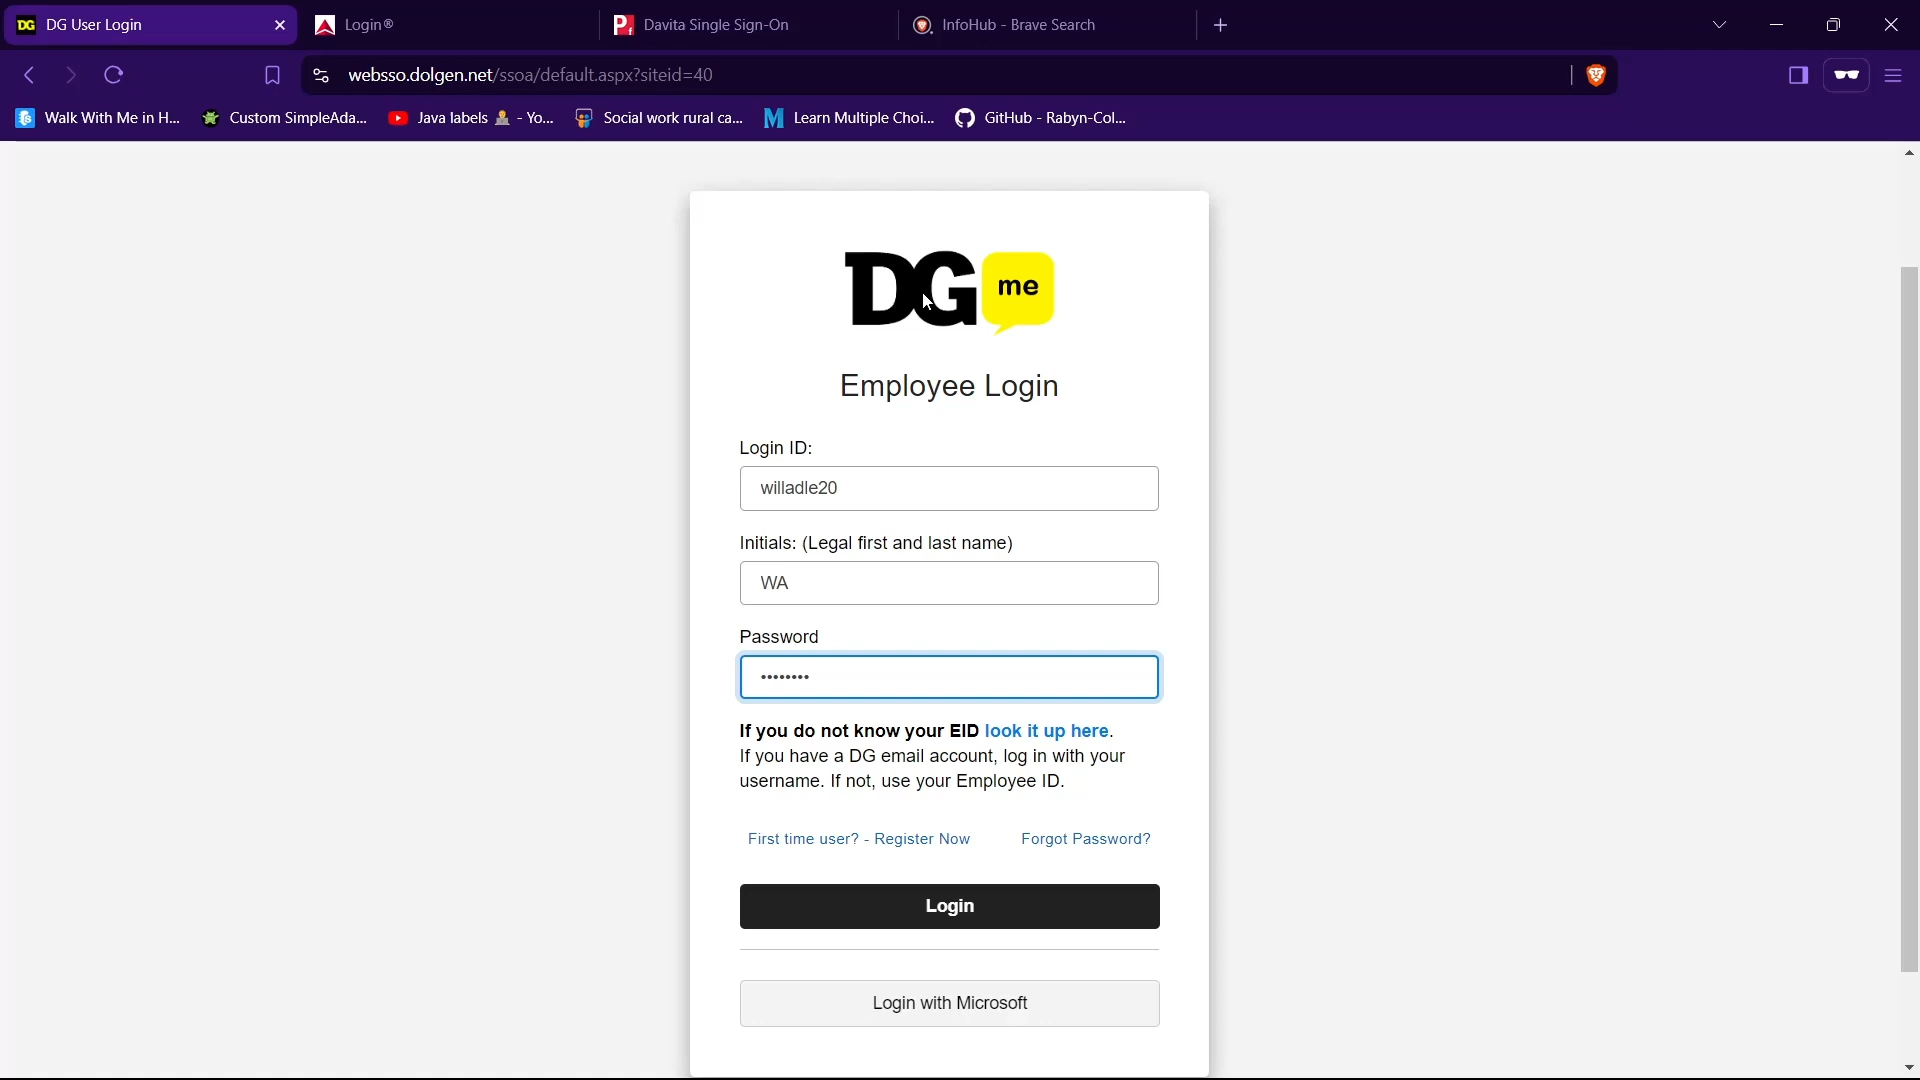 DG DG User Login
Login®
Davita Single Sign-On
InfoHub - Brave Search
websso.dolgen.net/ssoa/default.aspx?siteid=40
Walk With Me in H...
Custom SimpleAda...
Java labels 🧏 - Yo...
Social work rural ca...
Learn Multiple Choi...
GitHub - Rabyn-Col...
DG me
Employee Login
Login ID:
willadle20
Initials: (Legal first and last name)
WA
Password
••••••••
If you do not know your EID look it up here.
If you have a DG email account, log in with your
username. If not, use your Employee ID.
First time user? - Register Now
Forgot Password?
Login
Login with Microsoft